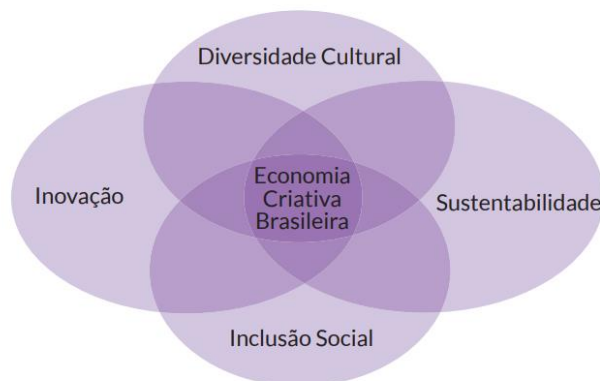 Diversidade Cultural
Inovação
Economia
Criativa
Brasileira
Sustentabilidade
Inclusão Social